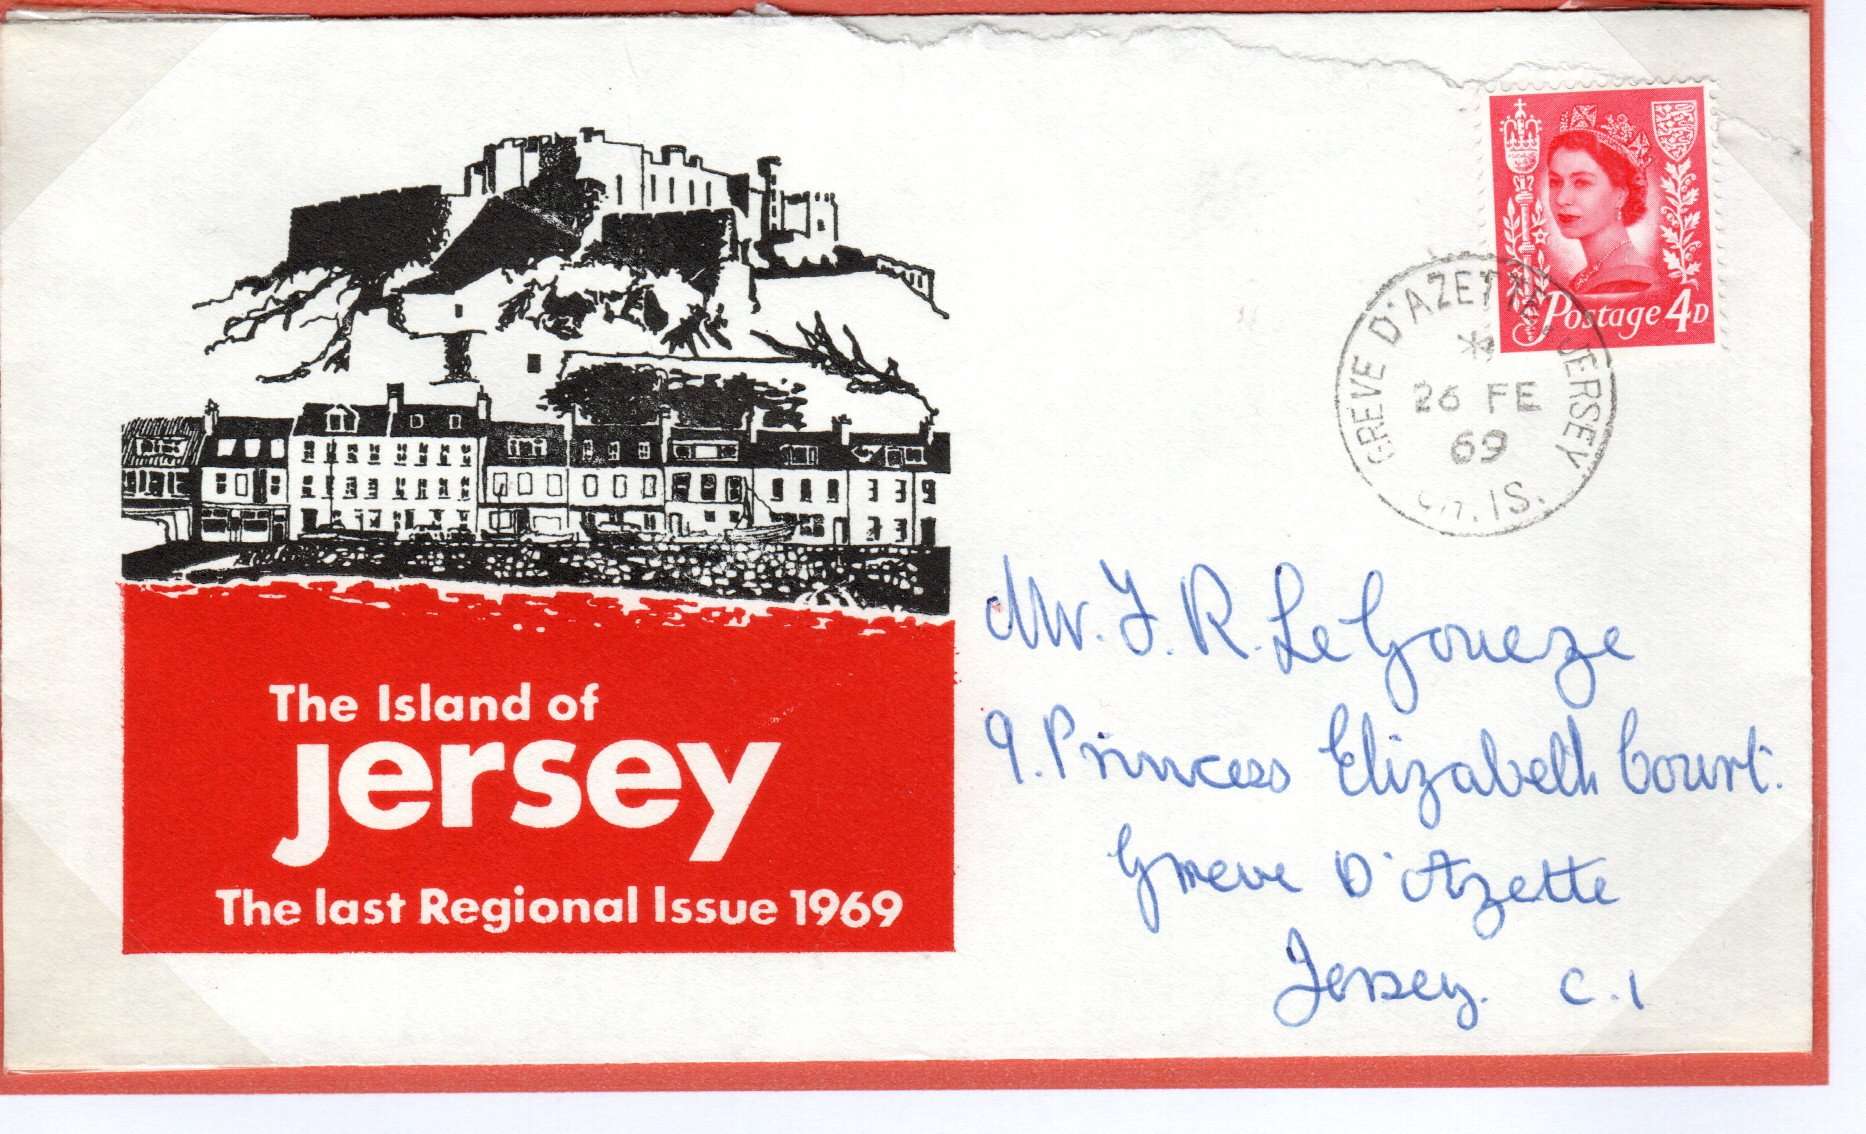 Postage 4D
GREVE D'AZETTE, JERSEY
26 FE
69
CH. IS.
Mr. F. R. Le Goueze
9. Princess Elizabeth Court.
Greve D'Azette
Jersey. C.I
The Island of
Jersey
The last Regional Issue 1969